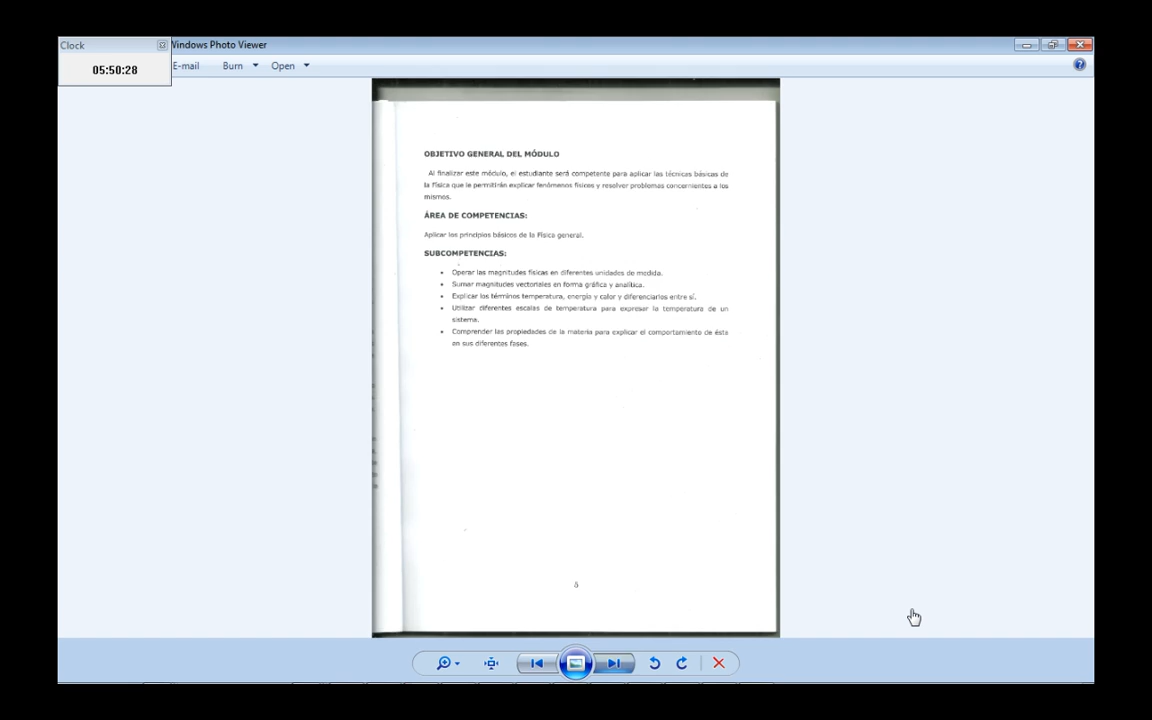 Clock
Windows Photo Viewer
05:50:28
E-mail Burn Open
OBJETIVO GENERAL DEL MÓDULO
Al finalizar este módulo, el estudiante será competente para aplicar las técnicas básicas de
la física que le permitirán explicar fenómenos físicos y resolver problemas concernientes a los
mismos.
ÁREA DE COMPETENCIAS:
Aplicar los principios básicos de la Física general.
SUBCOMPETENCIAS:
• Operar las magnitudes físicas en diferentes unidades de medida.
• Sumar magnitudes vectoriales en forma gráfica y analítica.
• Explicar los términos temperatura, energía y calor y diferenciarlos entre sí.
• Utilizar diferentes escalas de temperatura para expresar la temperatura de un
sistema.
• Comprender las propiedades de la materia para explicar el comportamiento de ésta
en sus diferentes fases.